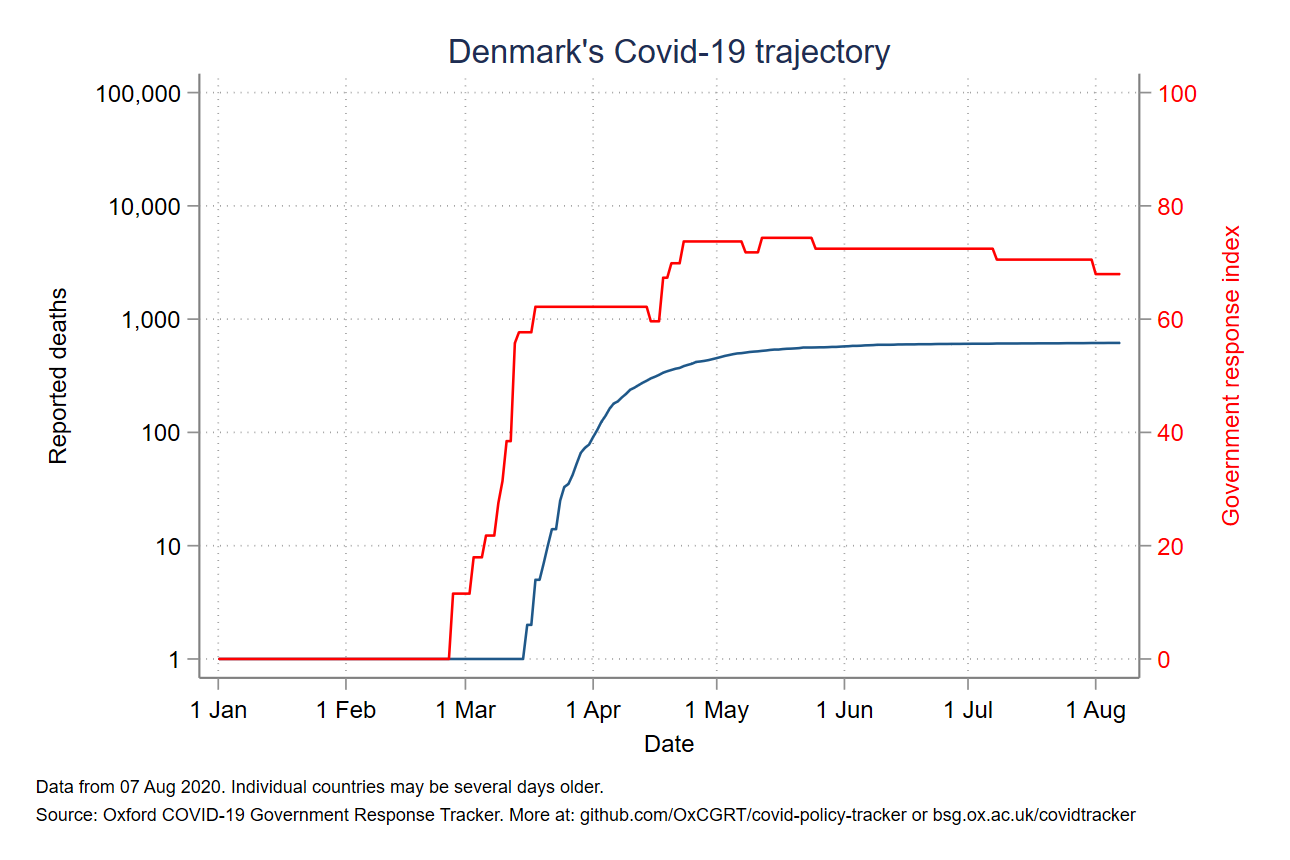 Denmark's Covid-19 trajectory
100,000
10,000
1,000
100
10
1
Reported deaths
100
80
60
40
20
0
Government response index
1 Jan 1 Feb 1 Mar 1 Apr 1 May 1 Jun 1 Jul 1 Aug
Date
Data from 07 Aug 2020. Individual countries may be several days older.
Source: Oxford COVID-19 Government Response Tracker. More at: github.com/OxCGRT/covid-policy-tracker or bsg.ox.ac.uk/covidtracker